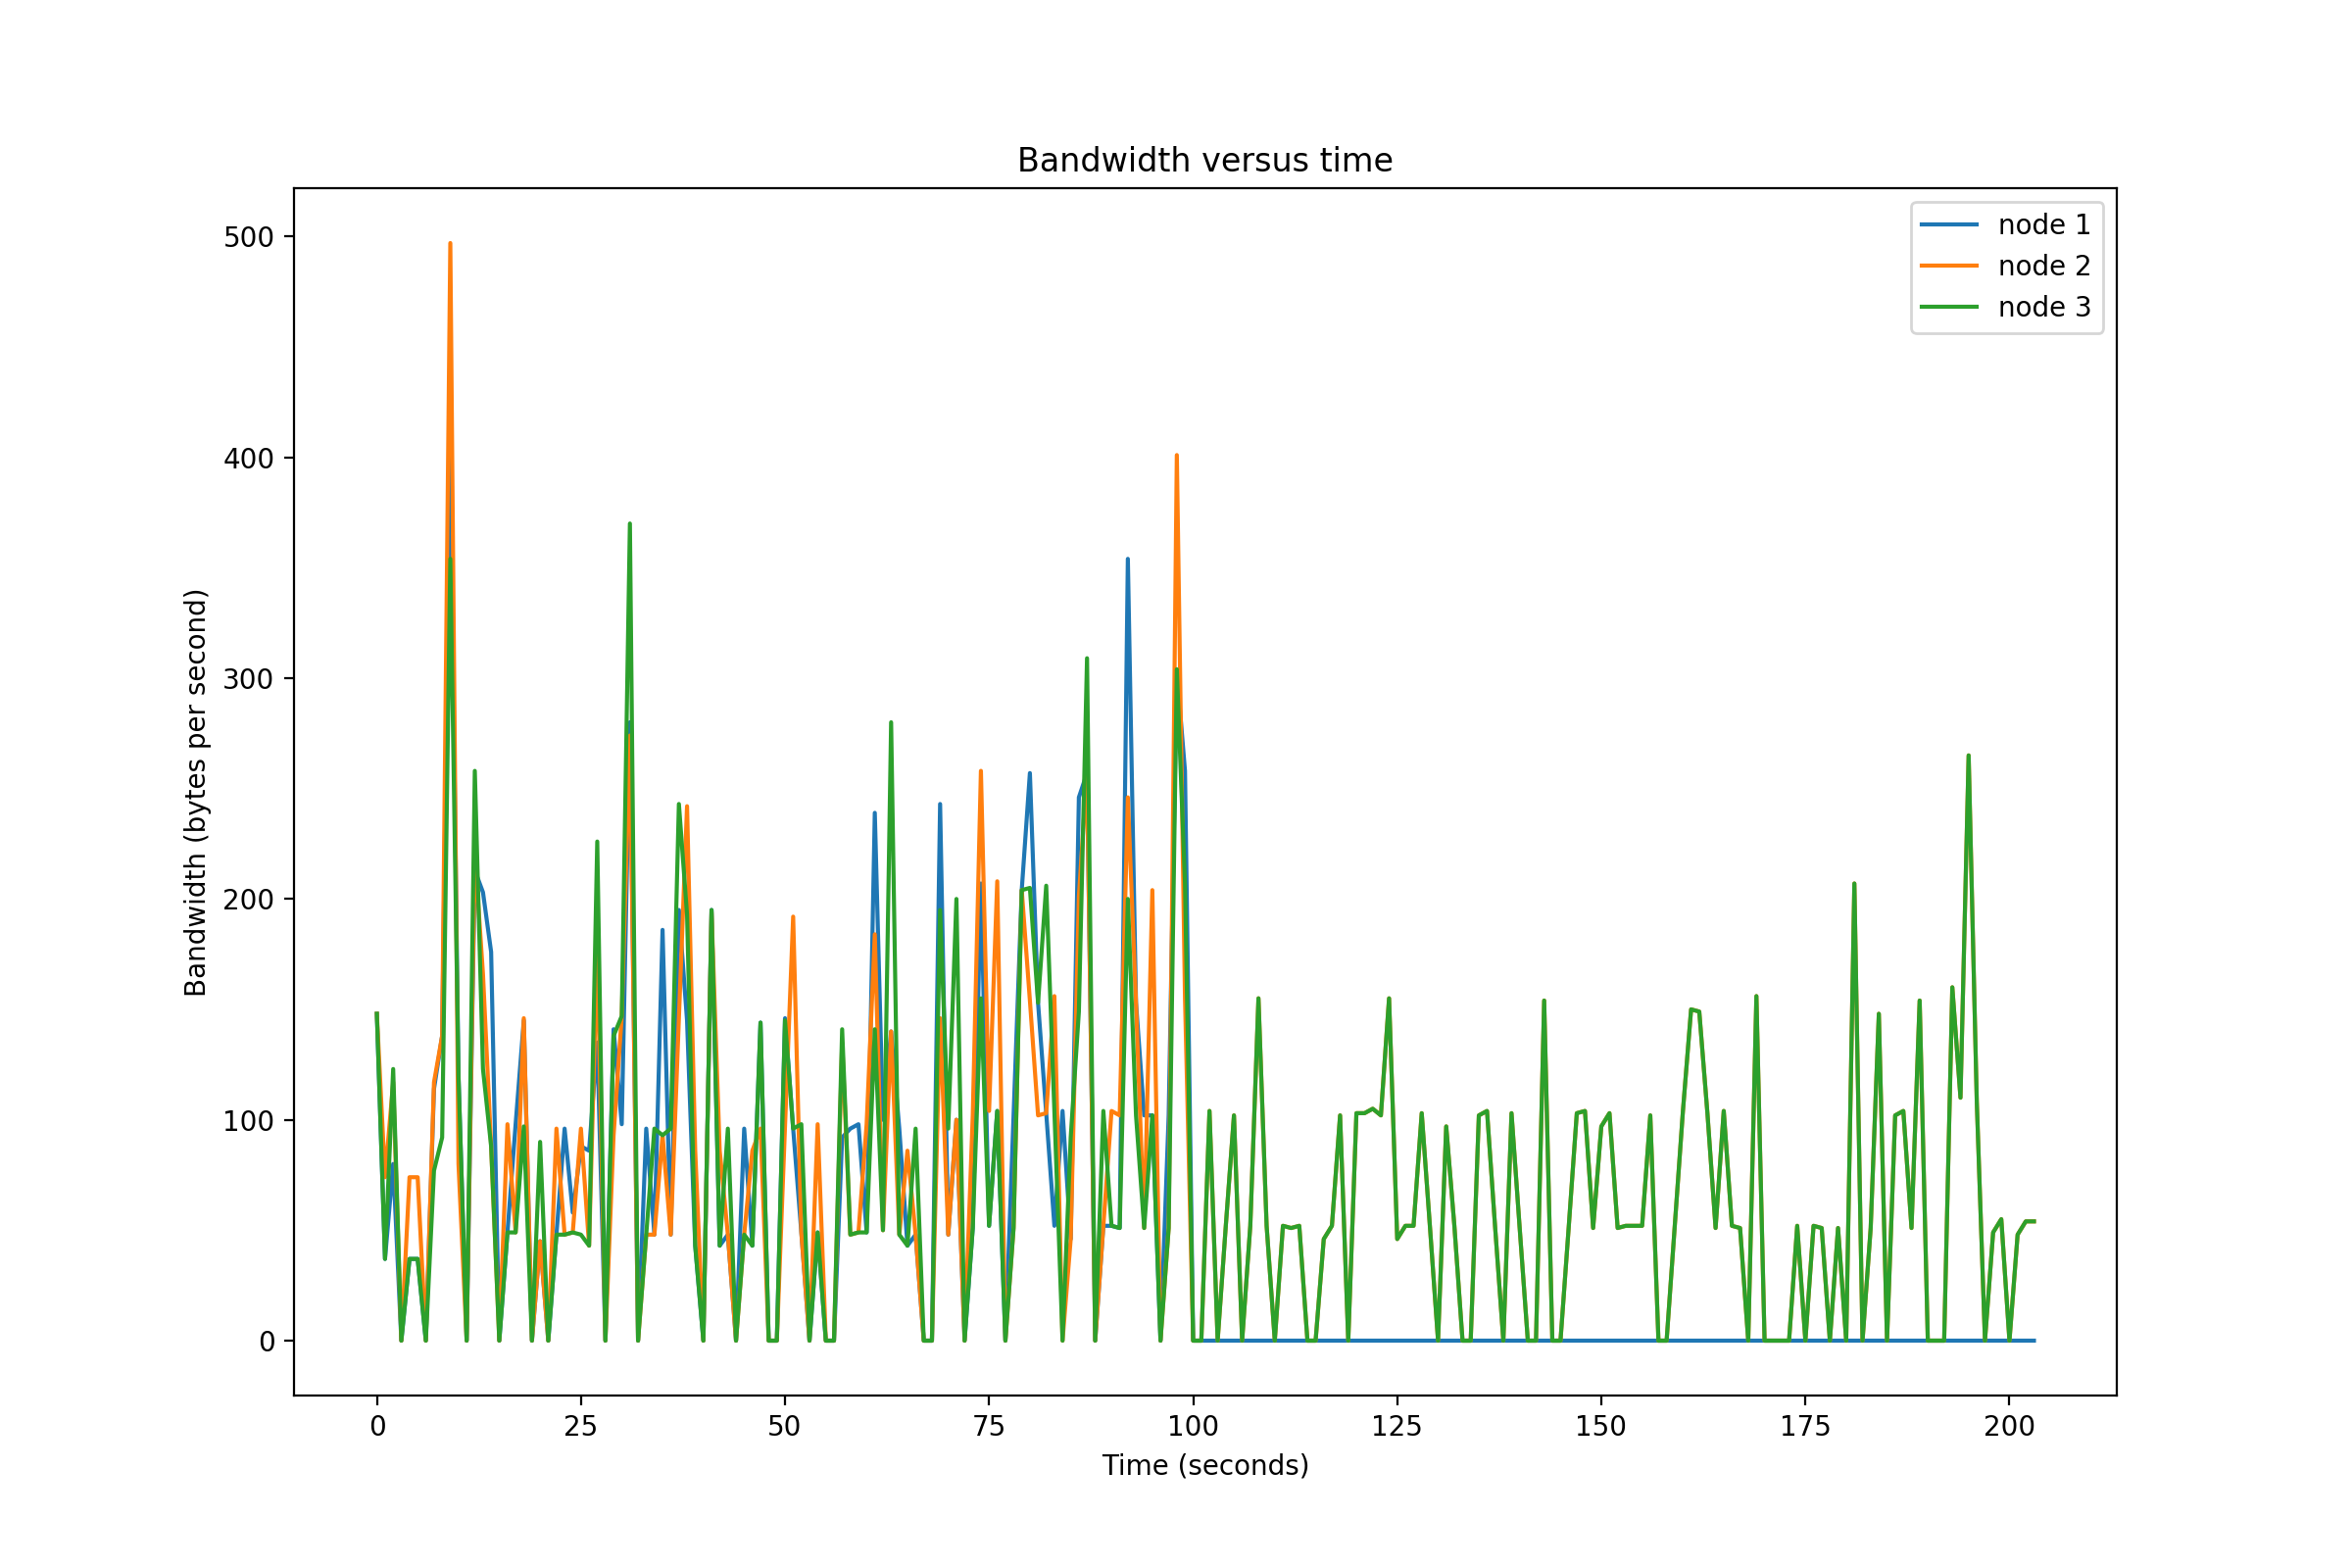 Bandwidth versus time
node 1
node 2
node 3
500
400
300
200
100
0
Bandwidth (bytes per second)
0 25 50 75 100 125 150 175 200
Time (seconds)